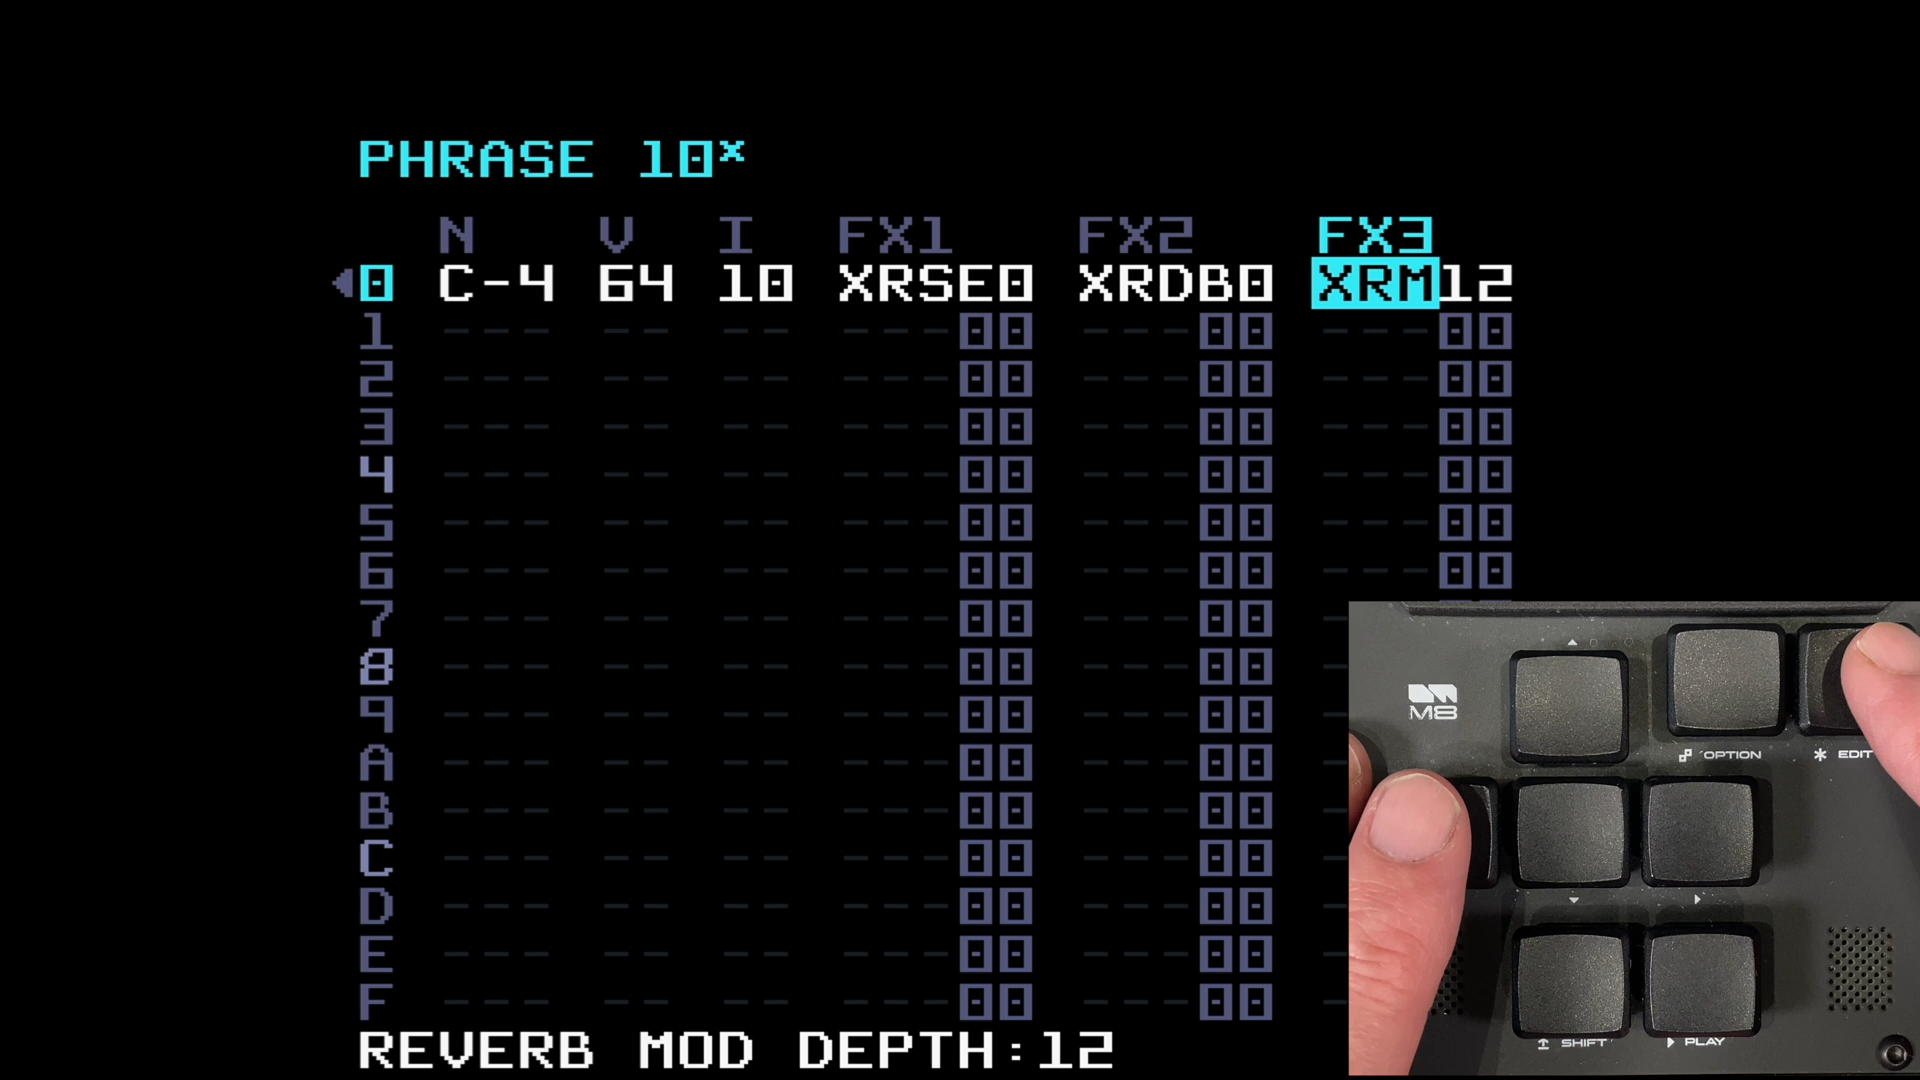 PHRASE 10*
N V I FX1 FX2 FX3
0 C-4 64 10 XRSE0 XRDB0 XRM12
1 --- -- -- ---00 ---00 ---00
2 --- -- -- ---00 ---00 ---00
3 --- -- -- ---00 ---00 ---00
4 --- -- -- ---00 ---00 ---00
5 --- -- -- ---00 ---00 ---00
6 --- -- -- ---00 ---00 ---00
7 --- -- -- ---00 ---00
8 --- -- -- ---00 ---00
9 --- -- -- ---00 ---00
A --- -- -- ---00 ---00
B --- -- -- ---00 ---00
C --- -- -- ---00 ---00
D --- -- -- ---00 ---00
E --- -- -- ---00 ---00
F --- -- -- ---00 ---00
REVERB MOD DEPTH:12
M8
OPTION
EDIT
SHIFT
PLAY